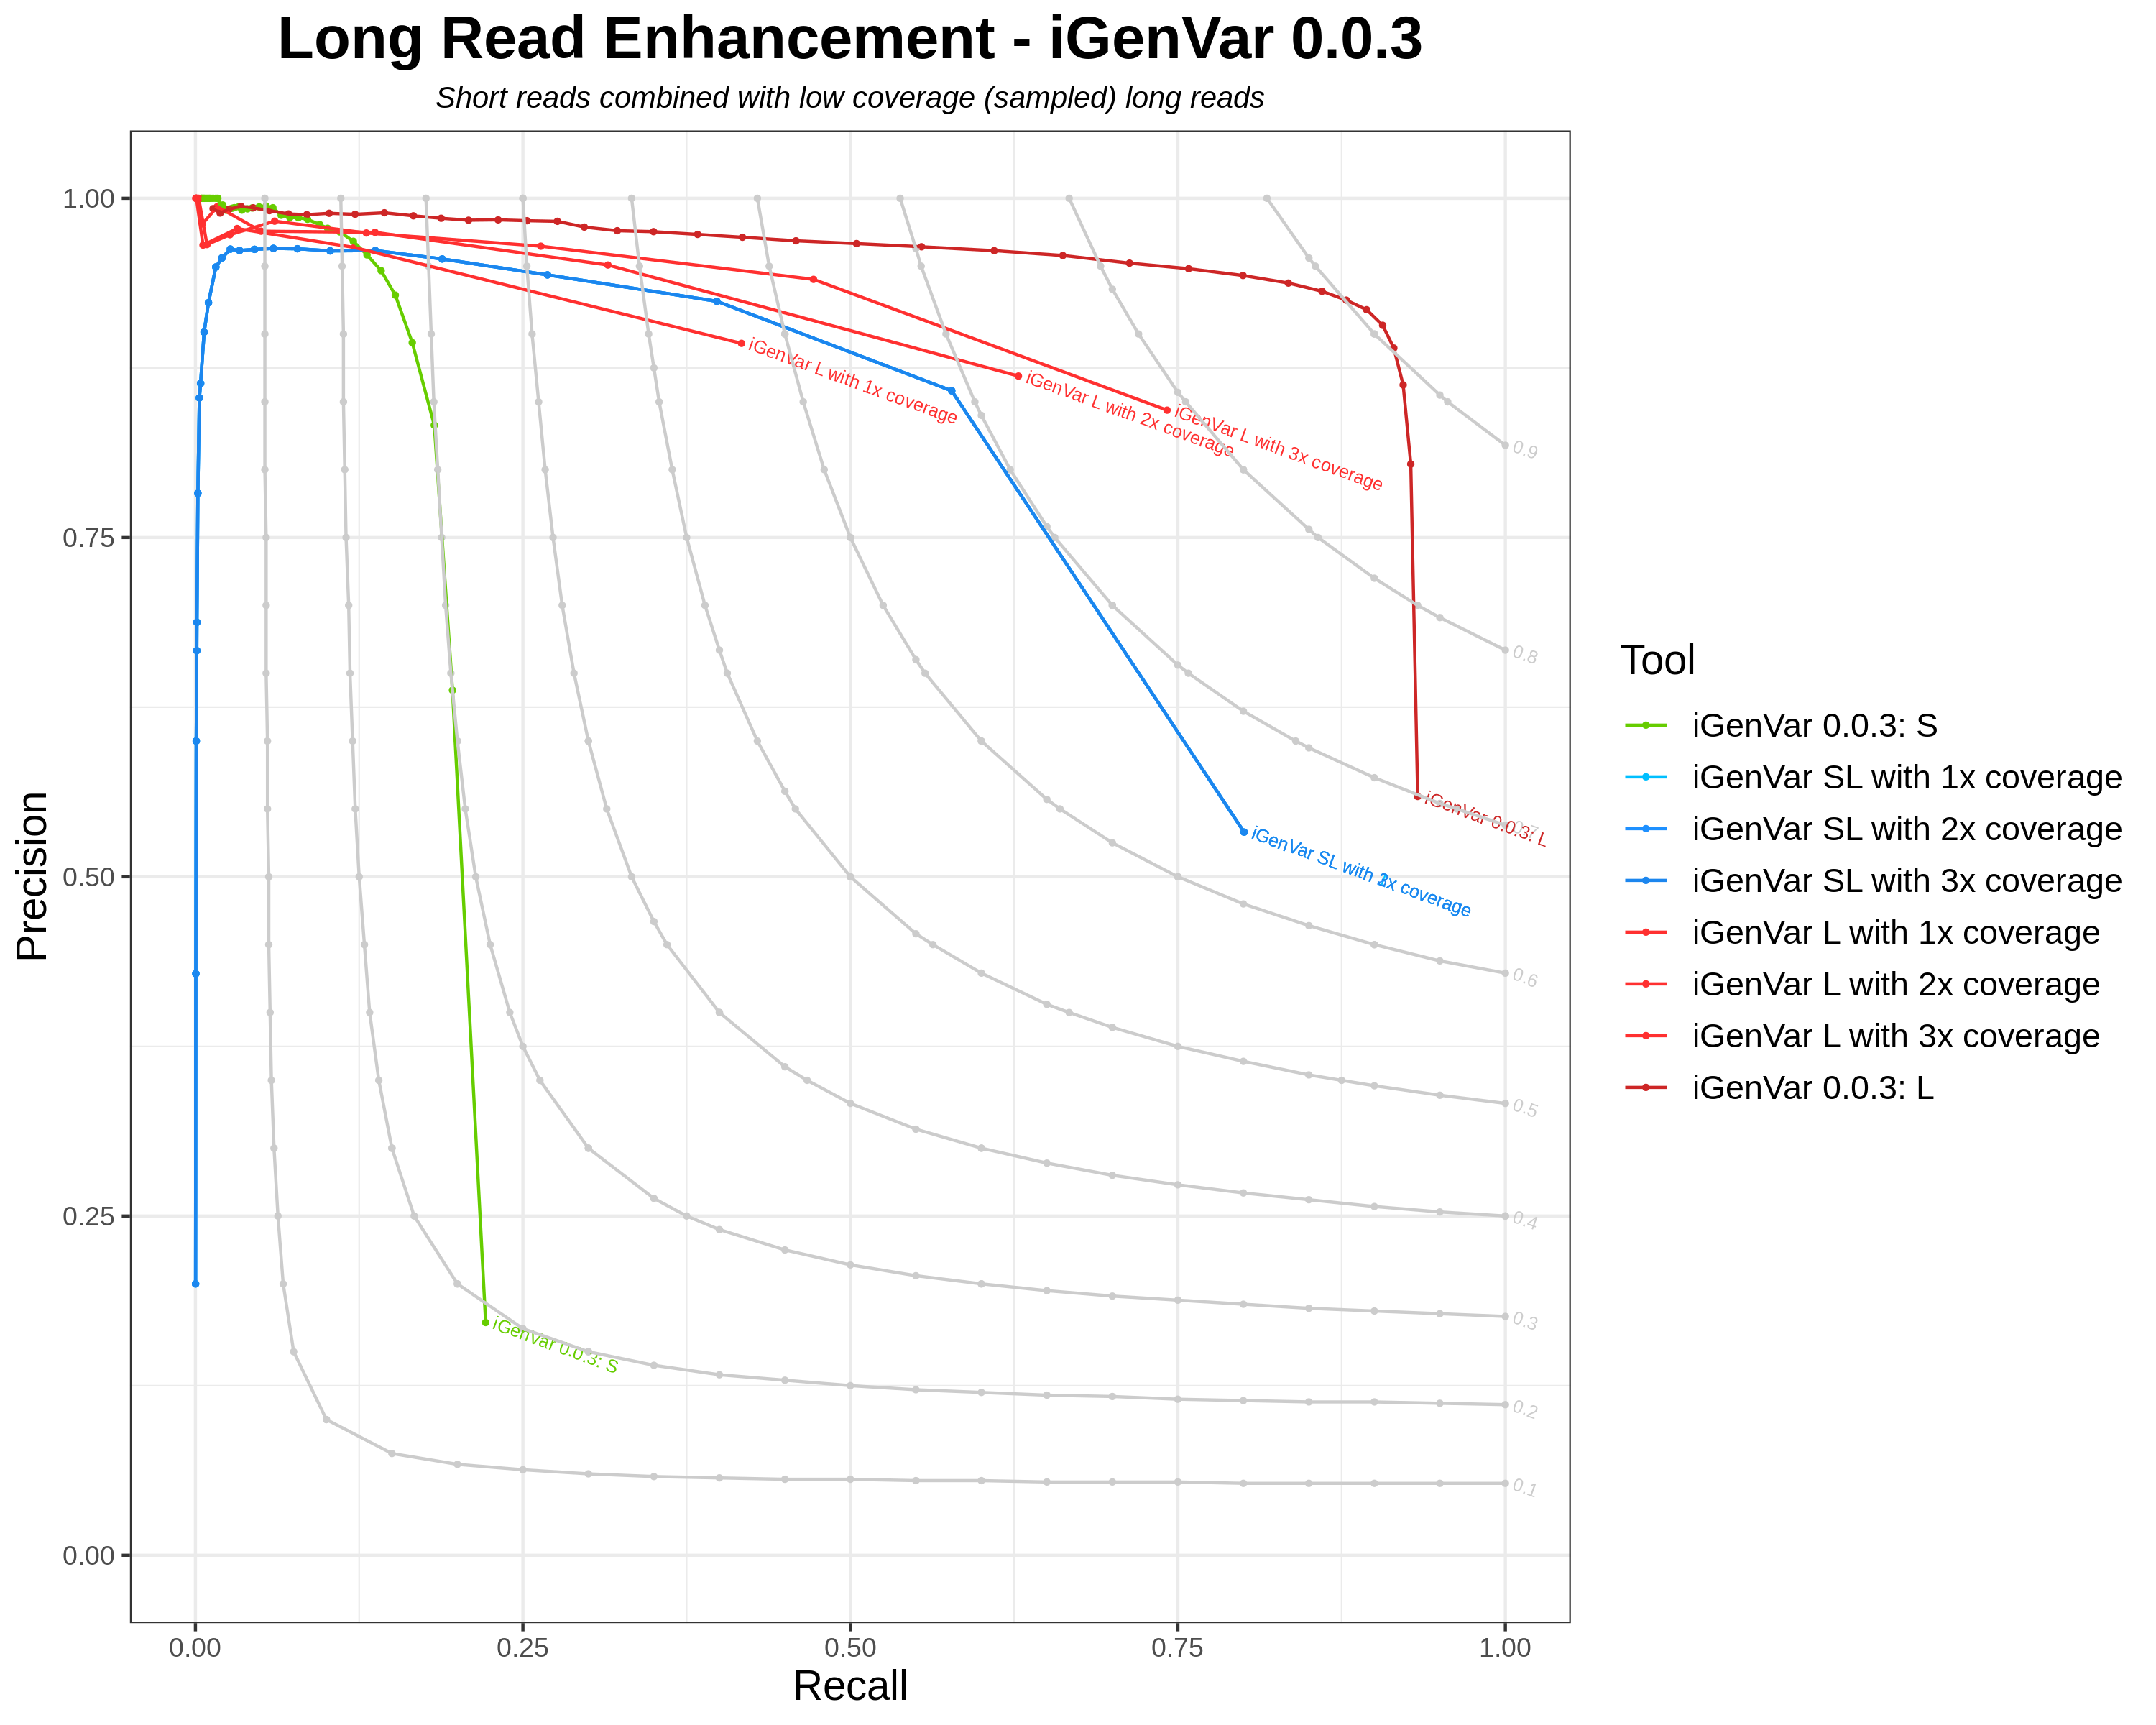 Long Read Enhancement - iGenVar 0.0.3
Short reads combined with low coverage (sampled) long reads
Precision
1.00
0.75
0.50
0.25
0.00
0.00
0.25
0.50
0.75
1.00
Recall
iGenVar L with 1x coverage
iGenVar L with 2x coverage
iGenVar L with 3x coverage
iGenVar 0.0.3: L
iGenVar SL with coverage
iGenVar 0.0.3: S
0.9
0.8
0.6
0.5
0.4
0.3
0.2
0.1
Tool
iGenVar 0.0.3: S
iGenVar SL with 1x coverage
iGenVar SL with 2x coverage
iGenVar SL with 3x coverage
iGenVar L with 1x coverage
iGenVar L with 2x coverage
iGenVar L with 3x coverage
iGenVar 0.0.3: L